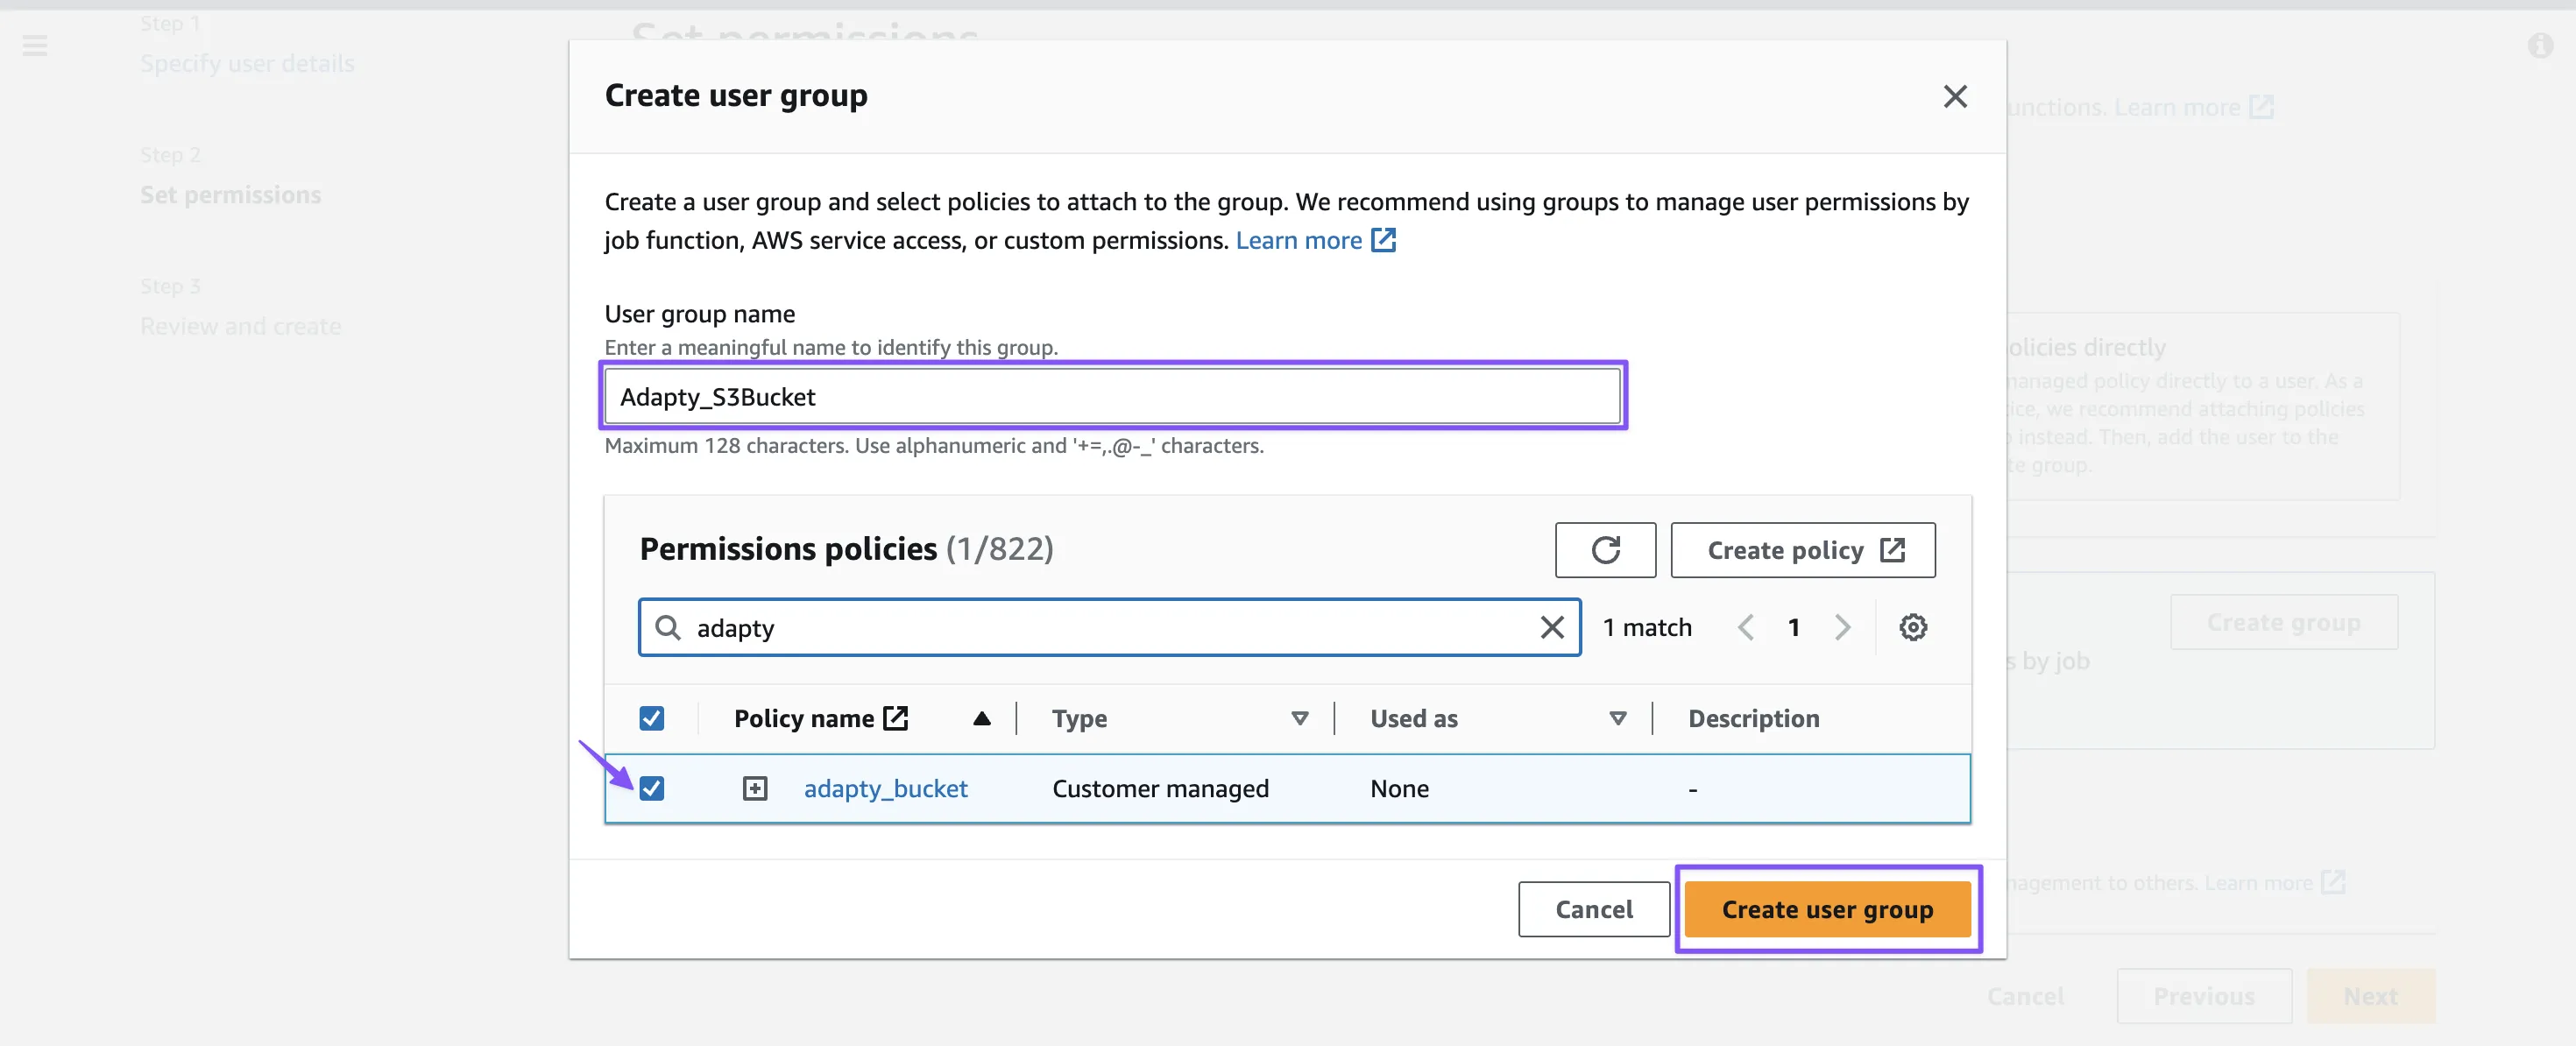 Step 1
Specify user details
Step 2
Set permissions
Step 3
Review and create
Set permissions
Create user group
Create a user group and select policies to attach to the group. We recommend using groups to manage user permissions by
job function, AWS service access, or custom permissions. Learn more
User group name
Enter a meaningful name to identify this group.
Adapty_S3Bucket
Maximum 128 characters. Use alphanumeric and '+=,.@-_' characters.
Permissions policies (1/822)
Create policy
adapty
1 match
1
Policy name
Type
Used as
Description
adapty_bucket
Customer managed
None
-
Cancel
Create user group
unctions. Learn more
olicies directly
managed policy directly to a user. As a
tice, we recommend attaching policies
instead. Then, add the user to the
te group.
Create group
s by job
nagement to others. Learn more
Cancel
Previous
Next